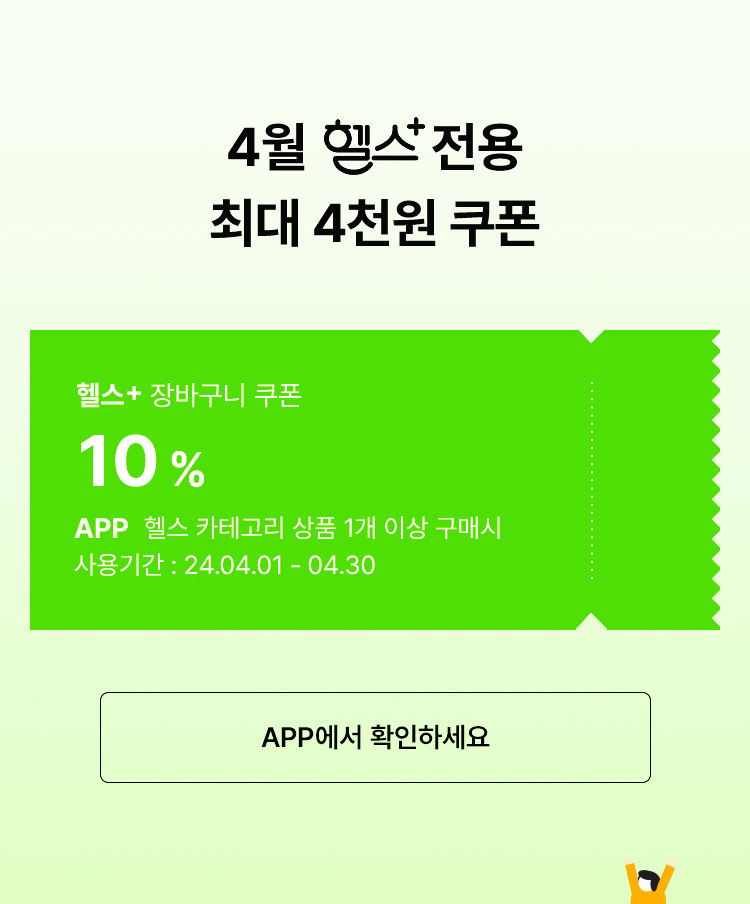 4월 헬스+ 전용
최대 4천원 쿠폰
헬스+ 장바구니 쿠폰
10 %
APP 헬스 카테고리 상품 1개 이상 구매시
사용기간 : 24.04.01 - 04.30
APP에서 확인하세요